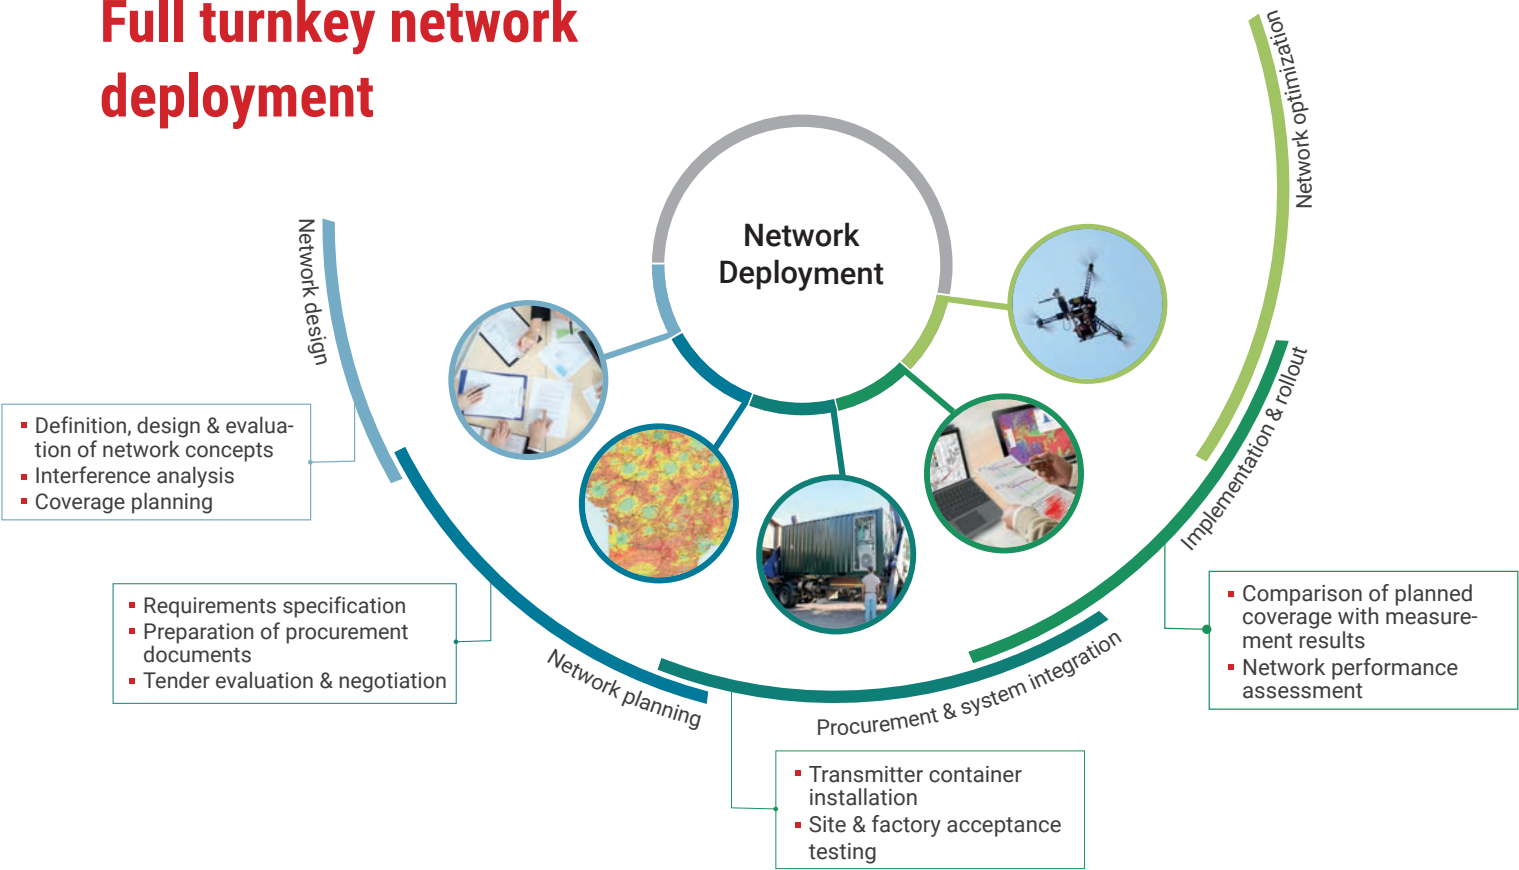 Full turnkey network
deployment
Network
Deployment
Network design
Definition, design & evalua-
tion of network concepts
Interference analysis
Coverage planning
Network planning
Requirements specification
Preparation of procurement
documents
Tender evaluation & negotiation
Procurement & system integration
Transmitter container
installation
Site & factory acceptance
testing
Implementation & rollout
Comparison of planned
coverage with measure-
ment results
Network performance
assessment
Network optimization